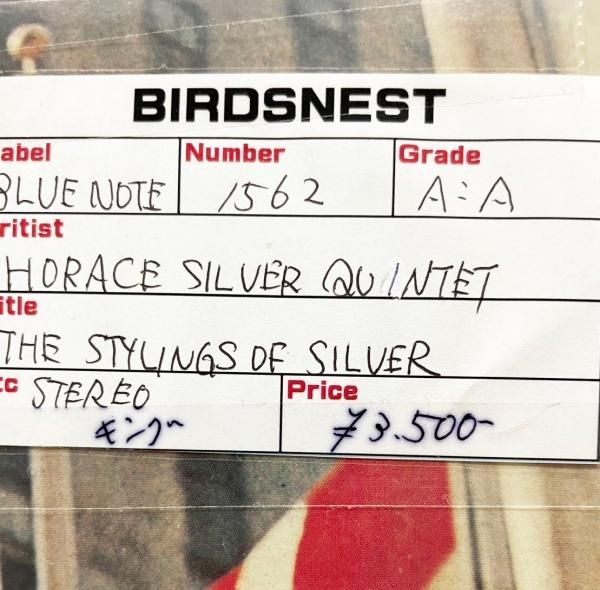 BIRDSNEST
abel Number Grade
BLUE NOTE 1562 A:A
ritist
HORACE SILVER QUINTET
itle
THE STYLINGS OF SILVER
tc STEREO Price
キング ¥3.500-